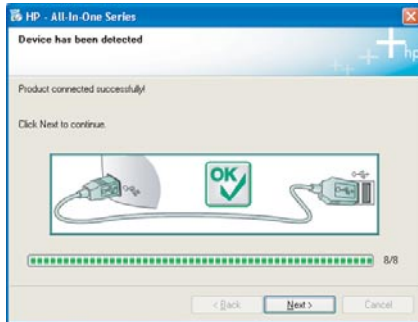 HP - All-In-One Series
Device has been detected
hp
Product connected successfully!
Click Next to continue.
OK
8/8
< Back
Next >
Cancel